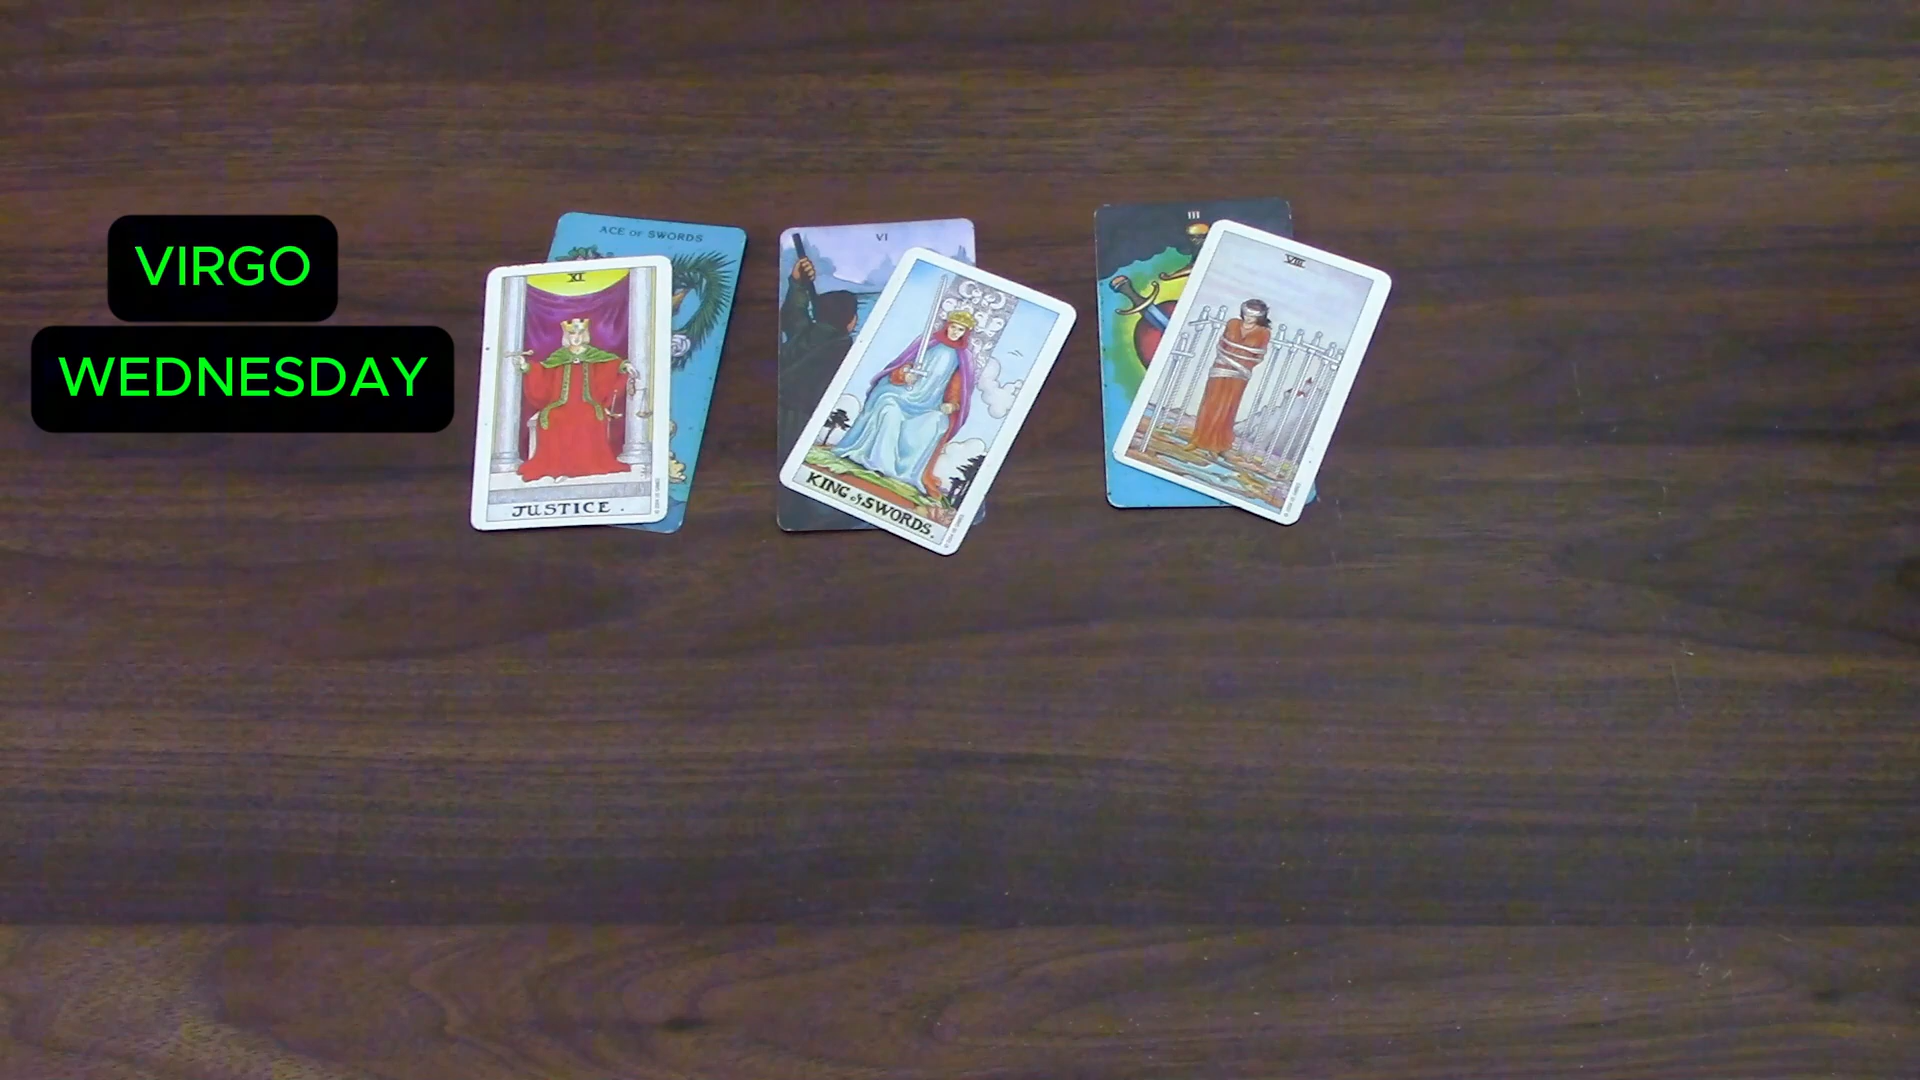 VIRGO
WEDNESDAY
ACE OF SWORDS
XI
JUSTICE.
VI
KING of SWORDS.
III
VIII